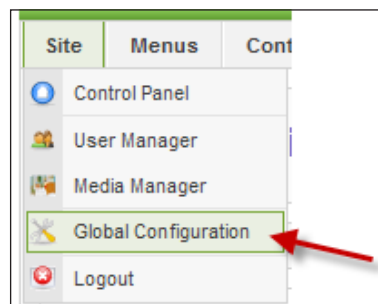 Site Menus Cont
Control Panel
User Manager
Media Manager
Global Configuration
Logout